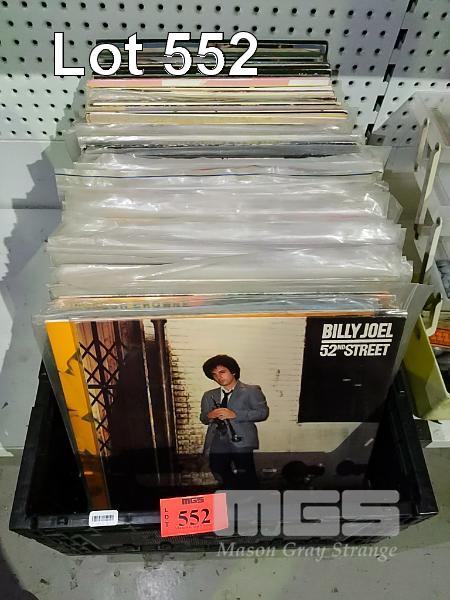 Lot 552
BILLY JOEL
52ND STREET
MGS
LOT
552
MGS
Mason Gray Strange